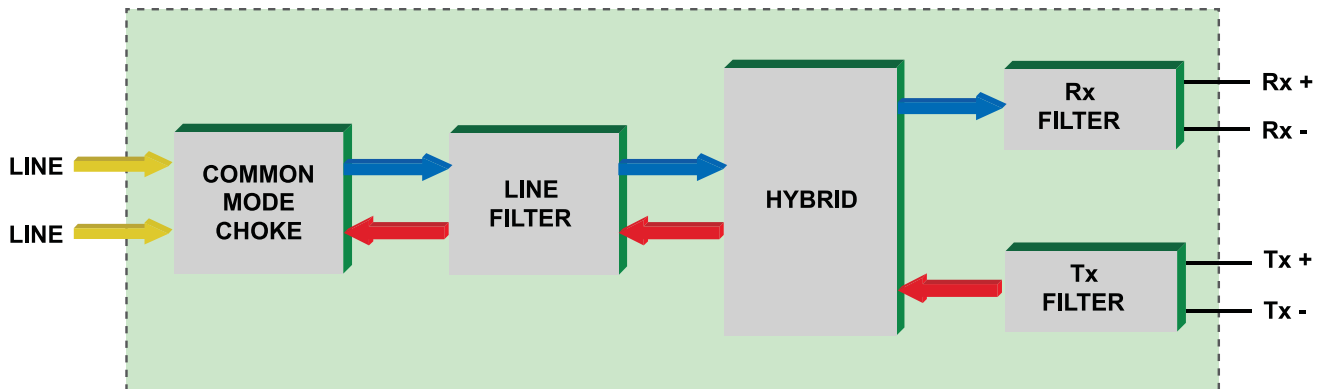 LINE
LINE
COMMON
MODE
CHOKE
LINE
FILTER
HYBRID
Rx
FILTER
Rx +
Rx -
Tx
FILTER
Tx +
Tx -